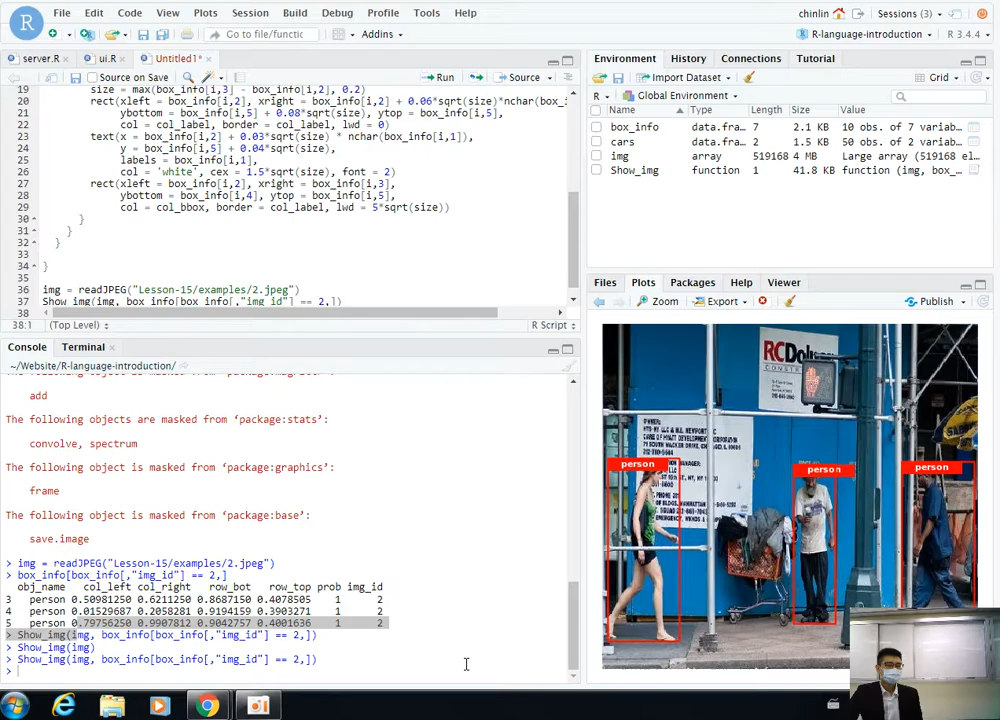 File Edit Code View Plots Session Build Debug Profile Tools Help
chinlin Sessions (3)
Go to file/functic Addins
R-language-introduction R 3.4.4
server.R ui.R Untitled1*
Source on Save Run Source
19 size = max(box_info[i,3] - box_info[i,2], 0.2)
20 rect(xleft = box_info[i,2], xright = box_info[i,2] + 0.06*sqrt(size)*nchar(box_in
21 ybottom = box_info[i,5] + 0.08*sqrt(size), ytop = box_info[i,5],
22 col = col_label, border = col_label, lwd = 0)
23 text(x = box_info[i,2] + 0.03*sqrt(size) * nchar(box_info[i,1]),
24 y = box_info[i,5] + 0.04*sqrt(size),
25 labels = box_info[i,1],
26 col = 'white', cex = 1.5*sqrt(size), font = 2)
27 rect(xleft = box_info[i,2], xright = box_info[i,3],
28 ybottom = box_info[i,4], ytop = box_info[i,5],
29 col = col_bbox, border = col_label, lwd = 5*sqrt(size))
30 }
31 }
32 }
33
34 }
35
36 img = readJPEG("Lesson-15/examples/2.jpeg")
37 Show_img(img, box_info[box_info[,"img_id"] == 2,])
38
38:1 (Top Level) R Script
Console Terminal
~/Website/R-language-introduction/
add
The following objects are masked from ‘package:stats’:
convolve, spectrum
The following object is masked from ‘package:graphics’:
frame
The following object is masked from ‘package:base’:
save.image
> img = readJPEG("Lesson-15/examples/2.jpeg")
> box_info[box_info[,"img_id"] == 2,]
obj_name col_left col_right row_bot row_top prob img_id
3 person 0.50981250 0.6211250 0.8687150 0.4078505 1 2
4 person 0.01529687 0.2058281 0.9194159 0.3903271 1 2
5 person 0.79756250 0.9907812 0.9042757 0.4001636 1 2
> Show_img(img, box_info[box_info[,"img_id"] == 2,])
> Show_img(img)
> Show_img(img, box_info[box_info[,"img_id"] == 2,])
>
Environment History Connections Tutorial
Import Dataset Grid
R Global Environment
Name Type Length Size Value
box_info data.fra… 7 2.1 KB 10 obs. of 7 variab…
cars data.fra… 2 1.5 KB 50 obs. of 2 variab…
img array 519168 4 MB Large array (519168 el…
Show_img function 1 41.8 KB function (img, box_…
Files Plots Packages Help Viewer
Zoom Export Publish
person
person
person